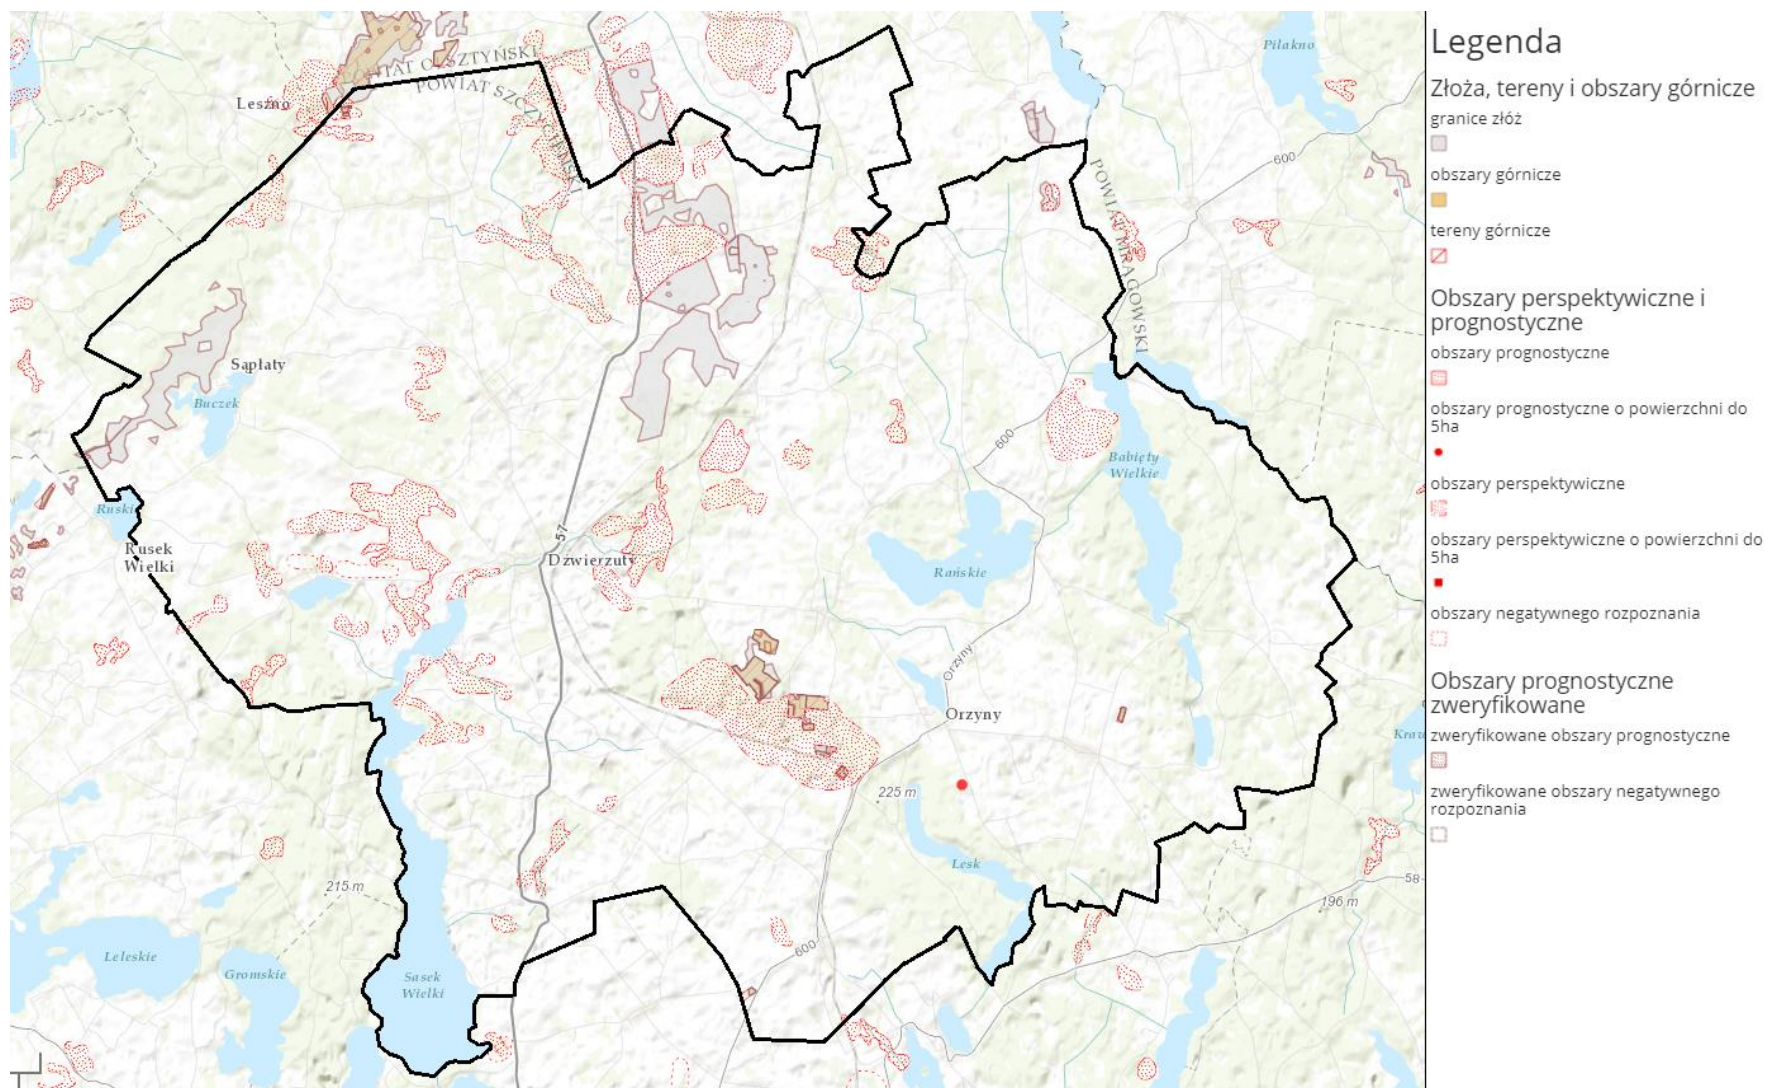 Leszno
POWIAT OLSZTYŃSKI
POWIAT SZCZYCIEŃSKI
Pilakno
600
POWIAT MRĄGOWSKI
Sąpłaty
Buczek
600
Babięty
Wielkie
Ruskie
Rusek
Wielki
57
Dźwierzuty
Rańskie
Orzyny
Orzyny
225 m
Lesk
215 m
58
196 m
600
Leleskie
Gromskie
Sasek
Wielki
Legenda
Złoża, tereny i obszary górnicze
granice złóż
obszary górnicze
tereny górnicze
Obszary perspektywiczne i
prognostyczne
obszary prognostyczne
obszary prognostyczne o powierzchni do
5ha
obszary perspektywiczne
obszary perspektywiczne o powierzchni do
5ha
obszary negatywnego rozpoznania
Obszary prognostyczne
zweryfikowane
zweryfikowane obszary prognostyczne
zweryfikowane obszary negatywnego
rozpoznania